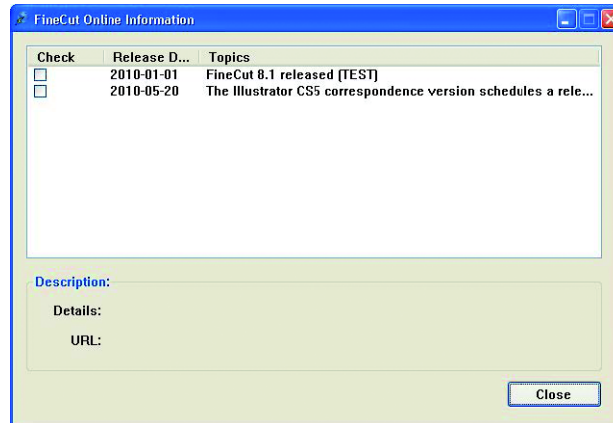 FineCut Online Information
Check Release D... Topics
2010-01-01 FineCut 8.1 released (TEST)
2010-05-20 The Illustrator CS5 correspondence version schedules a rele...
Description:
Details:
URL:
Close